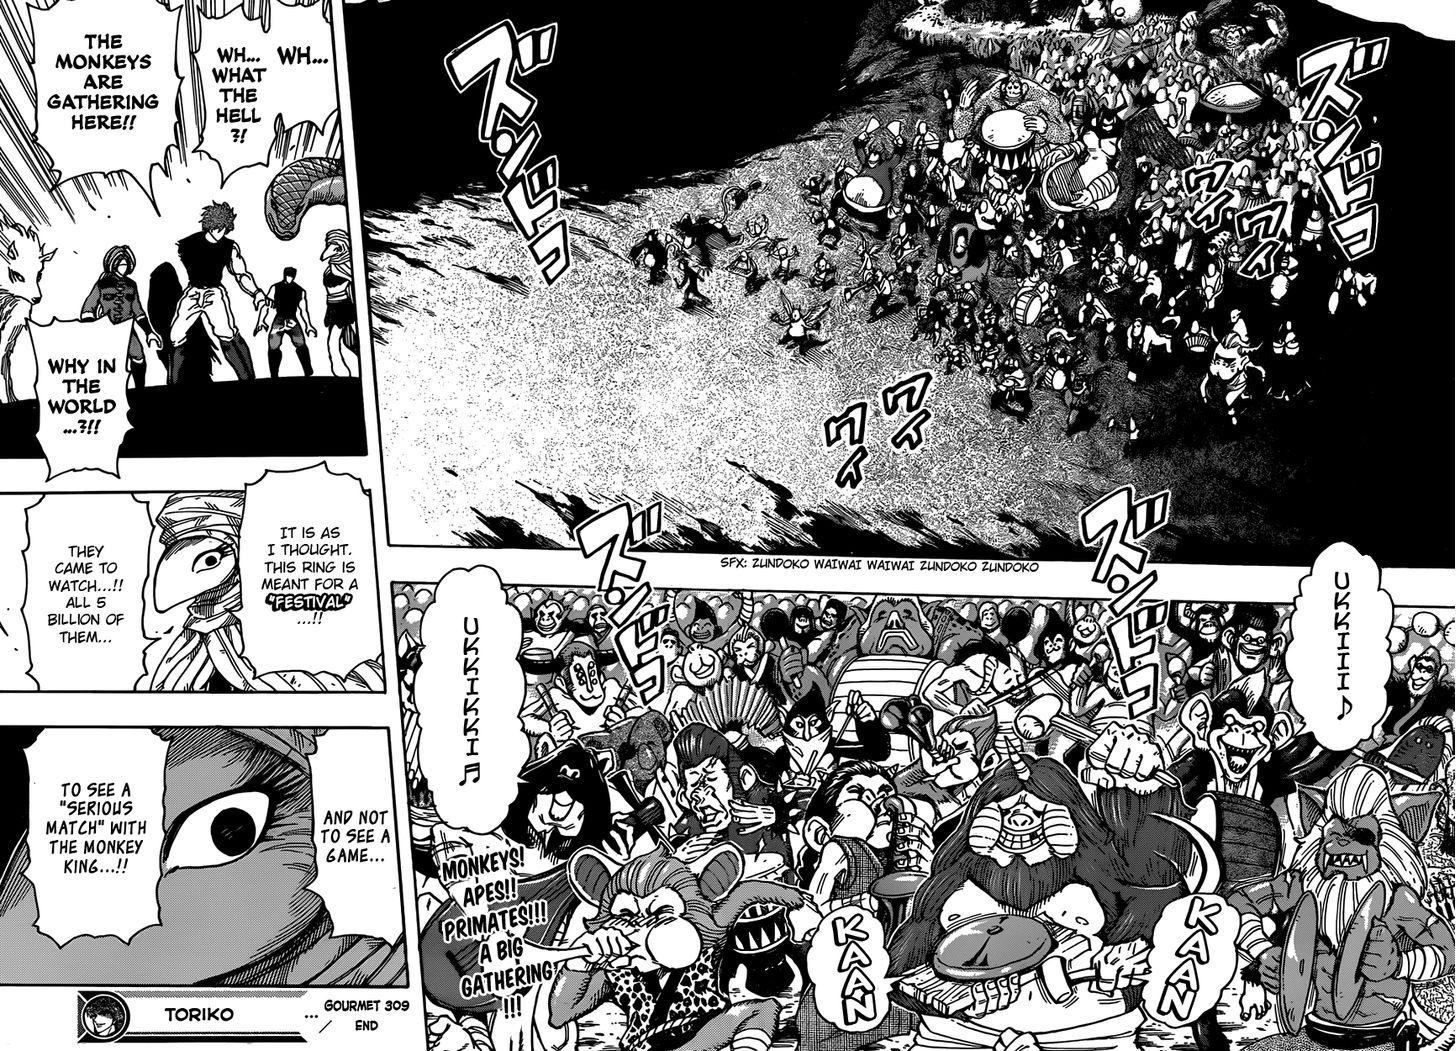 ズンドコ
ズンドコ
ワイ
ワイ
ワイ
ワイ
ズンドコ
ズンドコ
SFX: ZUNDOKO WAIWAI WAIWAI ZUNDOKO ZUNDOKO
UKKIII♪
UKKIKKI♬
KAAN
KAAN
MONKEYS!
APES!!
PRIMATES!!!
A BIG
GATHERING
!!!
WH...
WH...
WHAT
THE
HELL
?!
THE
MONKEYS
ARE
GATHERING
HERE!!
WHY IN
THE
WORLD
...?!!
IT IS AS
I THOUGHT.
THIS RING IS
MEANT FOR A
"FESTIVAL"
...!!
THEY
CAME TO
WATCH...!!
ALL 5
BILLION OF
THEM...
AND NOT
TO SEE A
GAME...
TO SEE A
"SERIOUS
MATCH" WITH
THE MONKEY
KING...!!
TORIKO
... GOURMET 309
/ END